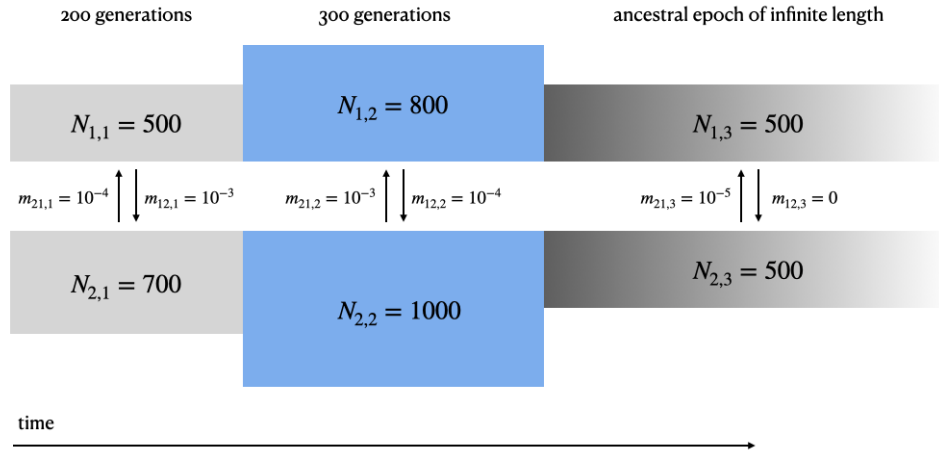 200 generations
300 generations
ancestral epoch of infinite length
N₁,₁ = 500
N₁,₂ = 800
N₁,₃ = 500
m₂₁,₁ = 10⁻⁴
m₁₂,₁ = 10⁻³
m₂₁,₂ = 10⁻³
m₁₂,₂ = 10⁻⁴
m₂₁,₃ = 10⁻⁵
m₁₂,₃ = 0
N₂,₁ = 700
N₂,₂ = 1000
N₂,₃ = 500
time